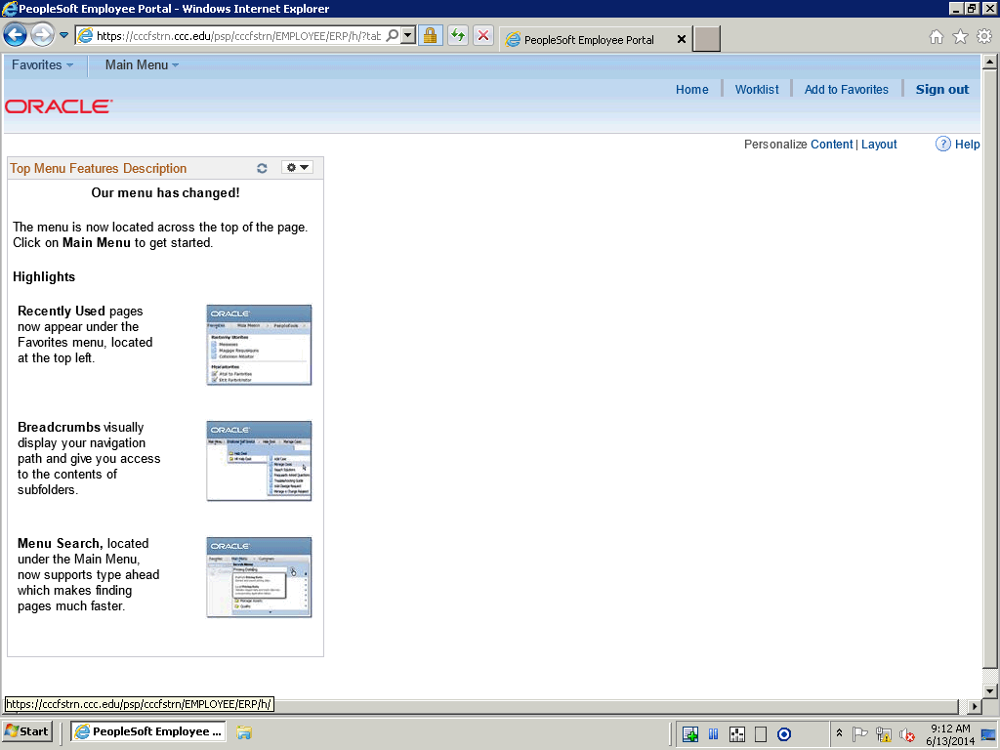 PeopleSoft Employee Portal - Windows Internet Explorer
https://cccfstrn.ccc.edu/psp/cccfstrn/EMPLOYEE/ERP/h/?tab
PeopleSoft Employee Portal
Favorites
Main Menu
Home
Worklist
Add to Favorites
Sign out
ORACLE
Personalize Content | Layout
Help
Top Menu Features Description
Our menu has changed!
The menu is now located across the top of the page.
Click on Main Menu to get started.
Highlights
Recently Used pages
now appear under the
Favorites menu, located
at the top left.
ORACLE
Breadcrumbs visually
display your navigation
path and give you access
to the contents of
subfolders.
ORACLE
Menu Search, located
under the Main Menu,
now supports type ahead
which makes finding
pages much faster.
ORACLE
https://cccfstrn.ccc.edu/psp/cccfstrn/EMPLOYEE/ERP/h/
Start
PeopleSoft Employee ...
9:12 AM
6/13/2014